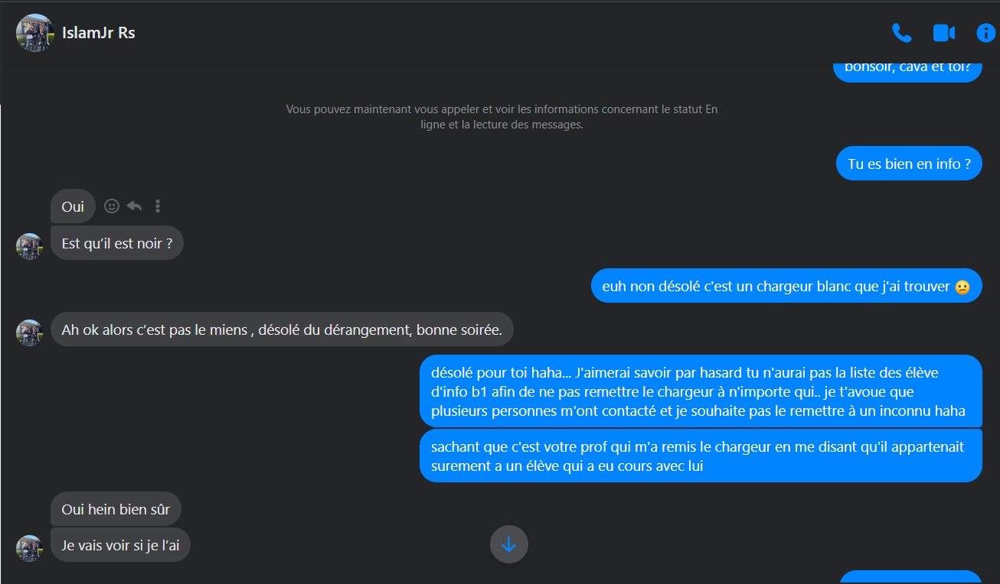 IslamJr Rs
bonsoir, cava et toi?
Vous pouvez maintenant vous appeler et voir les informations concernant le statut En
ligne et la lecture des messages.
Tu es bien en info ?
Oui
Est qu’il est noir ?
euh non désolé c'est un chargeur blanc que j'ai trouver 😕
Ah ok alors c’est pas le miens , désolé du dérangement, bonne soirée.
désolé pour toi haha... J'aimerai savoir par hasard tu n'aurai pas la liste des élève
d'info b1 afin de ne pas remettre le chargeur à n'importe qui.. je t'avoue que
plusieurs personnes m'ont contacté et je souhaite pas le remettre à un inconnu haha
sachant que c'est votre prof qui m'a remis le chargeur en me disant qu'il appartenait
surement a un élève qui a eu cours avec lui
Oui hein bien sûr
Je vais voir si je l’ai